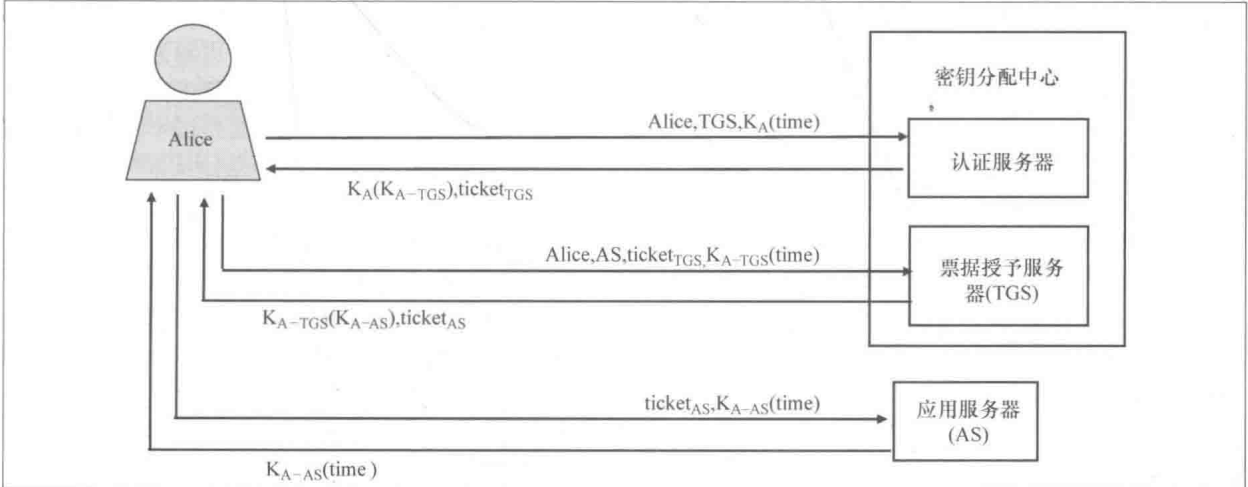 密钥分配中心
Alice,TGS,K_A(time)
Alice
认证服务器
K_A(K_A−TGS),ticket_TGS
Alice,AS,ticket_TGS,K_A−TGS(time)
票据授予服务
器(TGS)
K_A−TGS(K_A−AS),ticket_AS
ticket_AS,K_A−AS(time)
应用服务器
(AS)
K_A−AS(time )